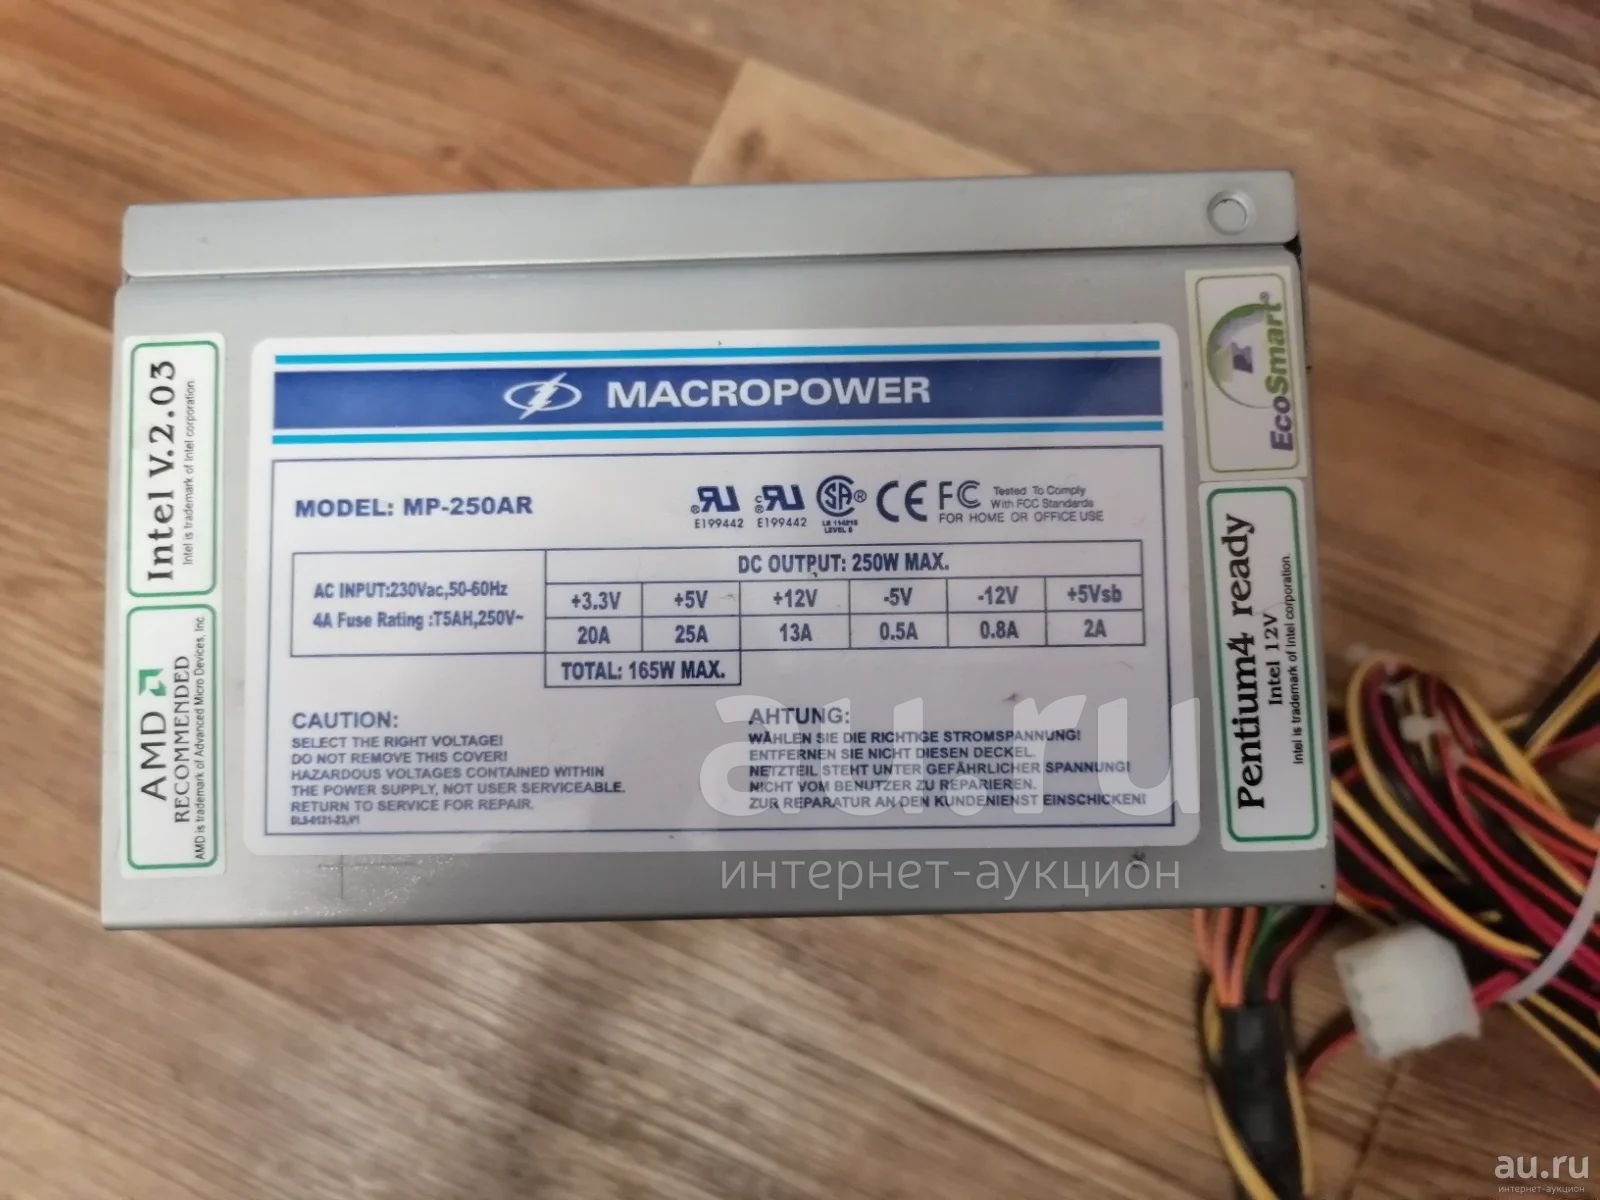 MACROPOWER
MODEL: MP-250AR
E199442
E199442
Tested To Comply
With FCC Standards
FOR HOME OR OFFICE USE
AC INPUT:230Vac,50-60Hz
4A Fuse Rating :T5AH,250V~
DC OUTPUT: 250W MAX.
+3.3V +5V +12V -5V -12V +5Vsb
20A 25A 13A 0.5A 0.8A 2A
TOTAL: 165W MAX.
CAUTION:
SELECT THE RIGHT VOLTAGE!
DO NOT REMOVE THIS COVER!
HAZARDOUS VOLTAGES CONTAINED WITHIN
THE POWER SUPPLY, NOT USER SERVICEABLE.
RETURN TO SERVICE FOR REPAIR.
AHTUNG:
WÄHLEN SIE DIE RICHTIGE STROMSPANNUNG!
ENTFERNEN SIE NICHT DIESEN DECKEL.
NETZTEIL STEHT UNTER GEFÄHRLICHER SPANNUNG!
NICHT VOM BENUTZER ZU REPARIEREN.
ZUR REPARATUR AN DEN KUNDENIENST EINSCHICKEN!
Intel V.2.03
Intel is trademark of Intel corporation
AMD
RECOMMENDED
AMD is trademark of Advanced Micro Devices, Inc
EcoSmart®
Pentium4 ready
Intel 12V
Intel is trademark of Intel corporation.
au.ru
интернет-аукцион
au.ru
интернет-аукцион